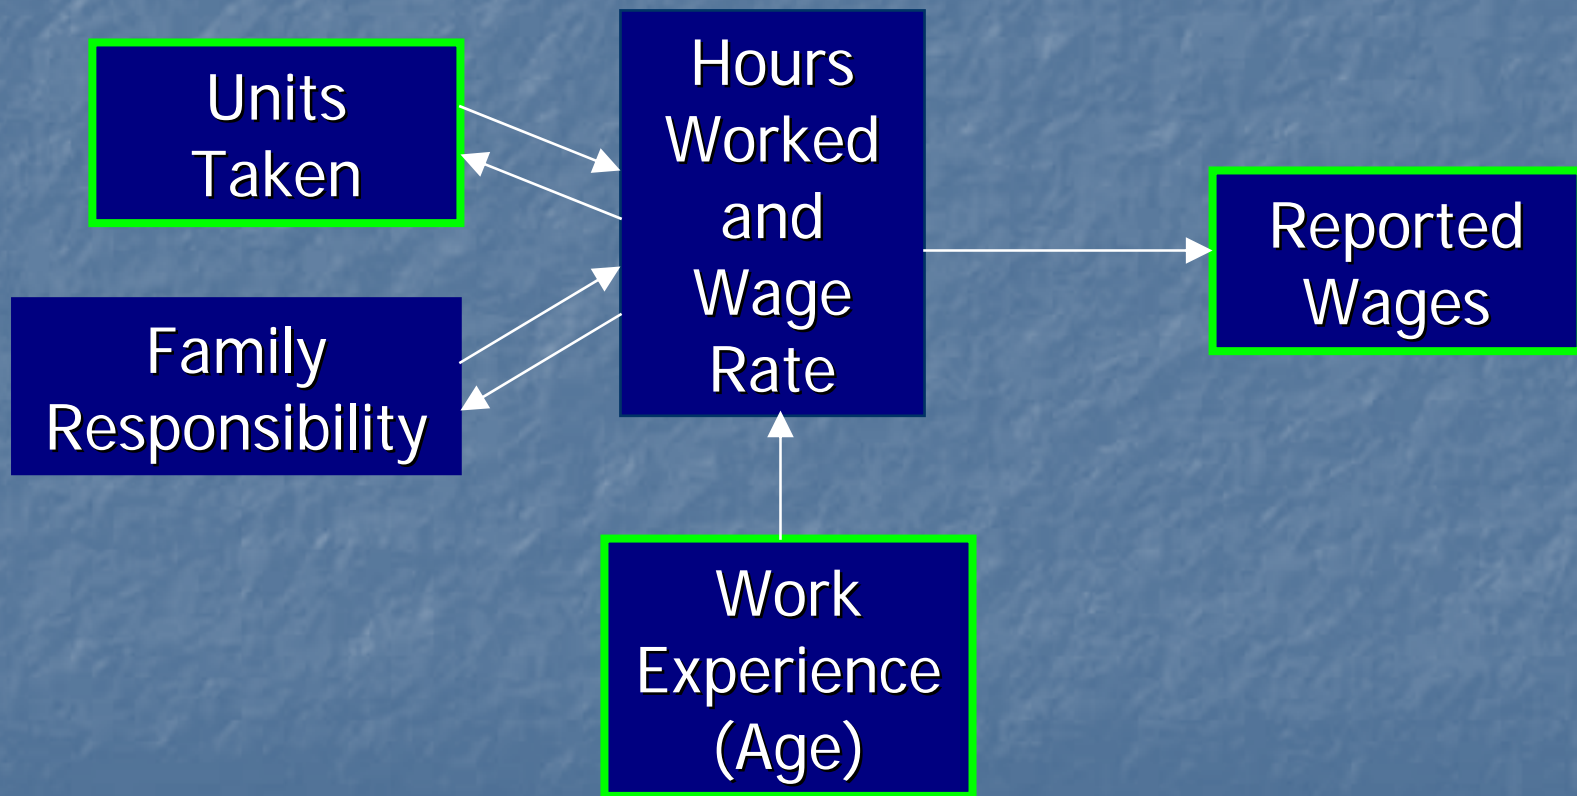 Units
Taken
Hours
Worked
and
Wage
Rate
Reported
Wages
Family
Responsibility
Work
Experience
(Age)